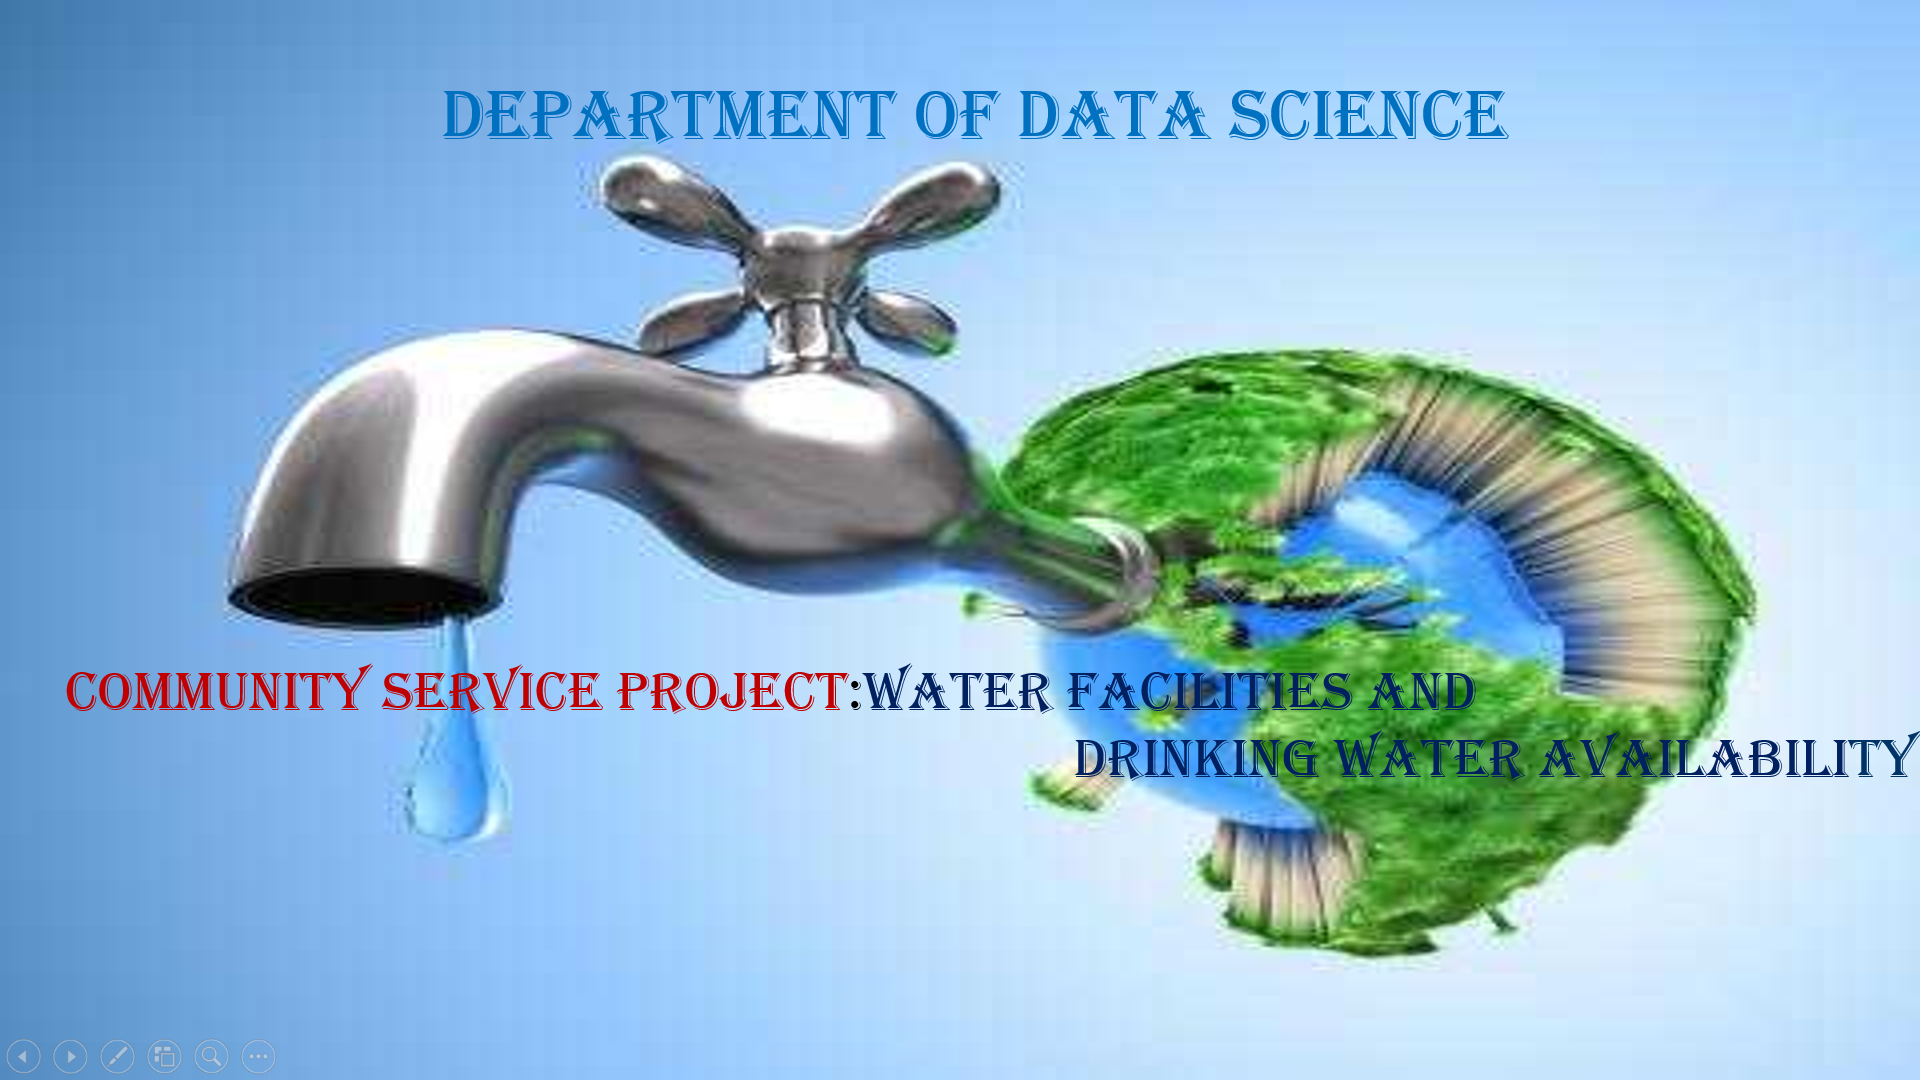 DEPARTMENT OF DATA SCIENCE
COMMUNITY SERVICE PROJECT:WATER FACILITIES AND
DRINKING WATER AVAILABILITY